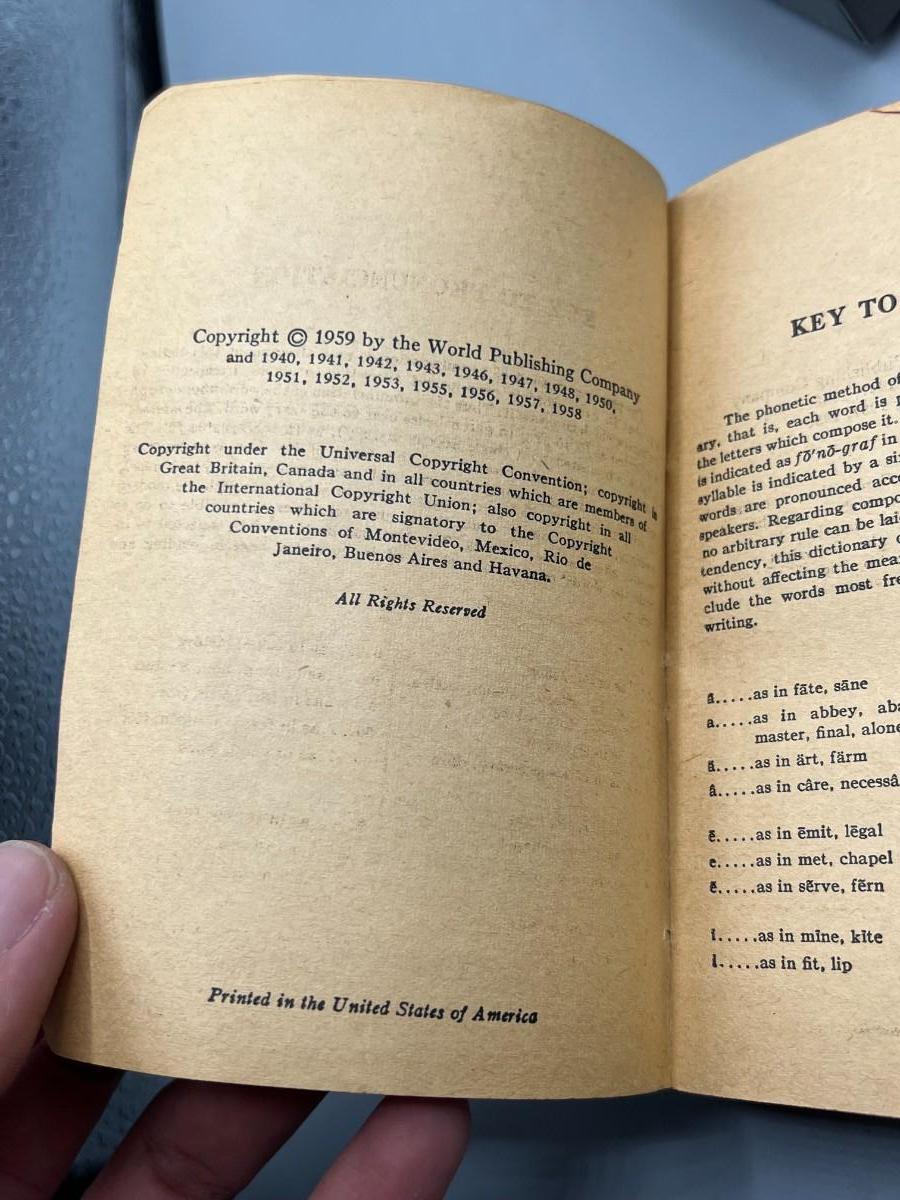 Copyright © 1959 by the World Publishing Company
and 1940, 1941, 1942, 1943, 1946, 1947, 1948, 1950,
1951, 1952, 1953, 1955, 1956, 1957, 1958
Copyright under the Universal Copyright Convention; copyright in
Great Britain, Canada and in all countries which are members of
the International Copyright Union; also copyright in all
countries which are signatory to the Copyright
Conventions of Montevideo, Mexico, Rio de
Janeiro, Buenos Aires and Havana.
All Rights Reserved
Printed in the United States of America
KEY TO
The phonetic method of
ary, that is, each word is
the letters which compose it.
is indicated as fō'nō-graf in
syllable is indicated by a
words are pronounced
speakers. Regarding
no arbitrary rule can be
tendency, this dictionary
without affecting the
clude the words most
writing.
ā.....as in fāte, sāne
a.....as in abbey,
master, final, alone
ä.....as in ärt, färm
â.....as in câre,
ē.....as in ēmit, lēgal
e.....as in met, chapel
ẽ.....as in sẽrve, fẽrn
ī.....as in mīne, kīte
i.....as in fit, lip